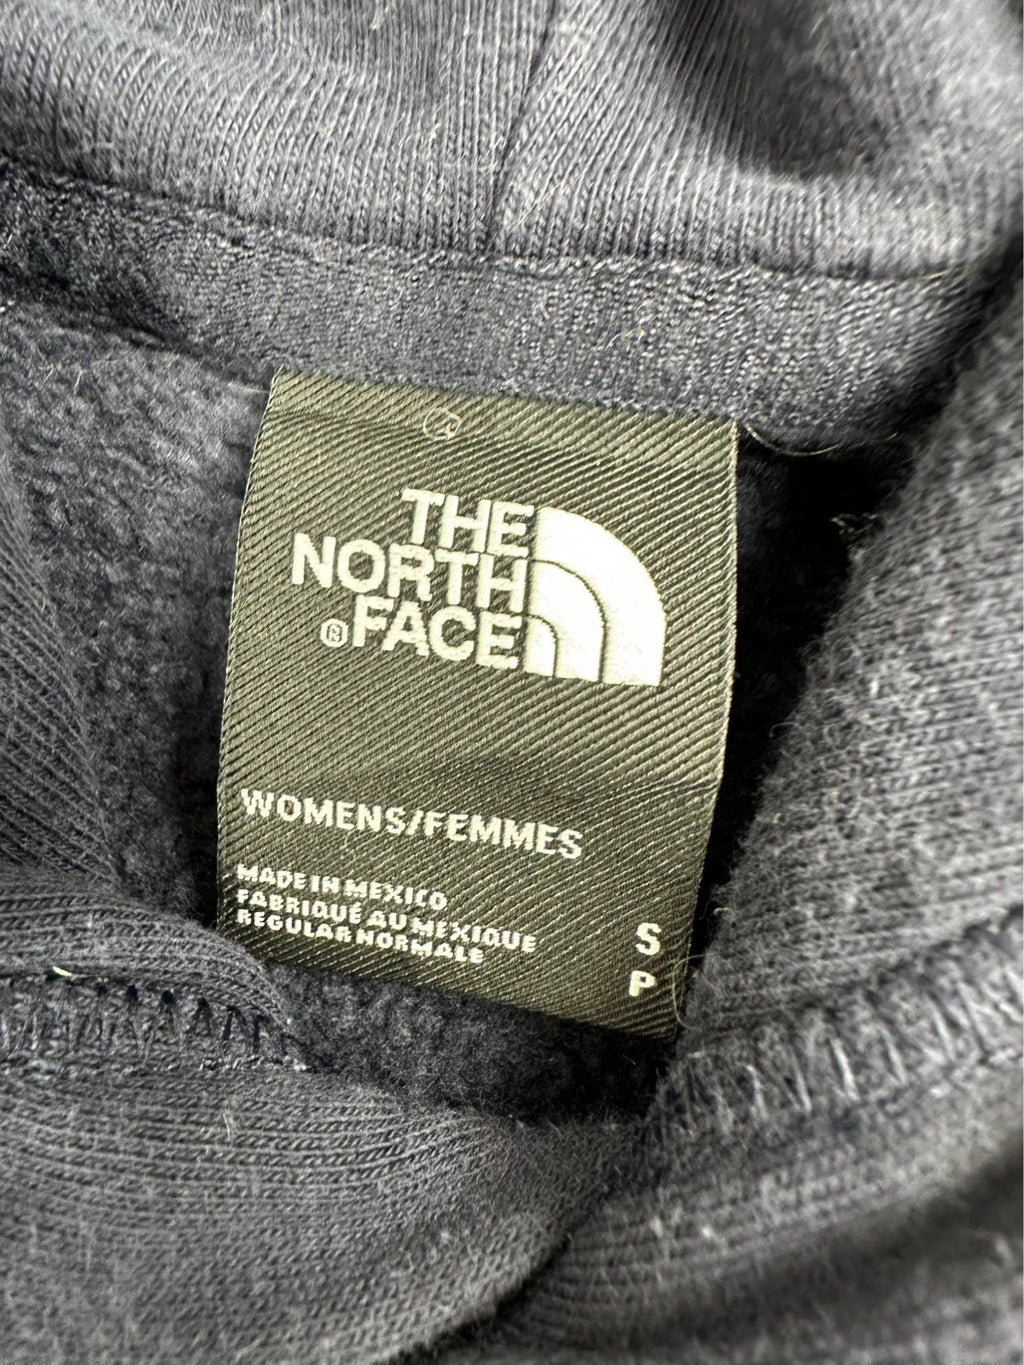 THE
NORTH
®FACE
WOMENS/FEMMES
MADE IN MEXICO
FABRIQUÉ AU MEXIQUE
REGULAR NORMALE
S
P